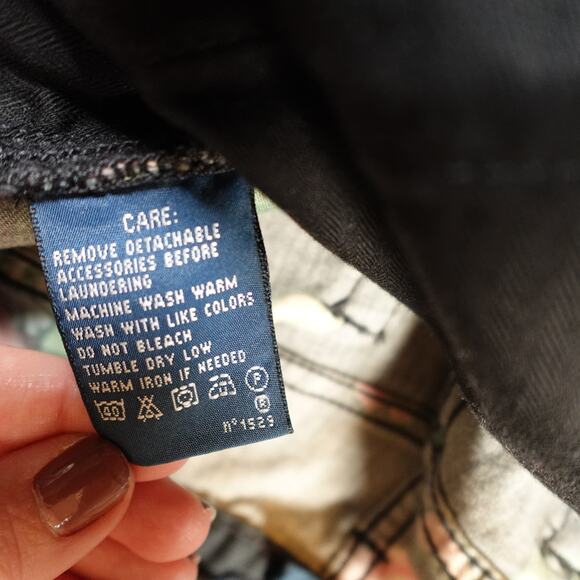 CARE:
REMOVE DETACHABLE
ACCESSORIES BEFORE
LAUNDERING
MACHINE WASH WARM
WASH WITH LIKE COLORS
DO NOT BLEACH
TUMBLE DRY LOW
WARM IRON IF NEEDED
40 P
R
nº1529